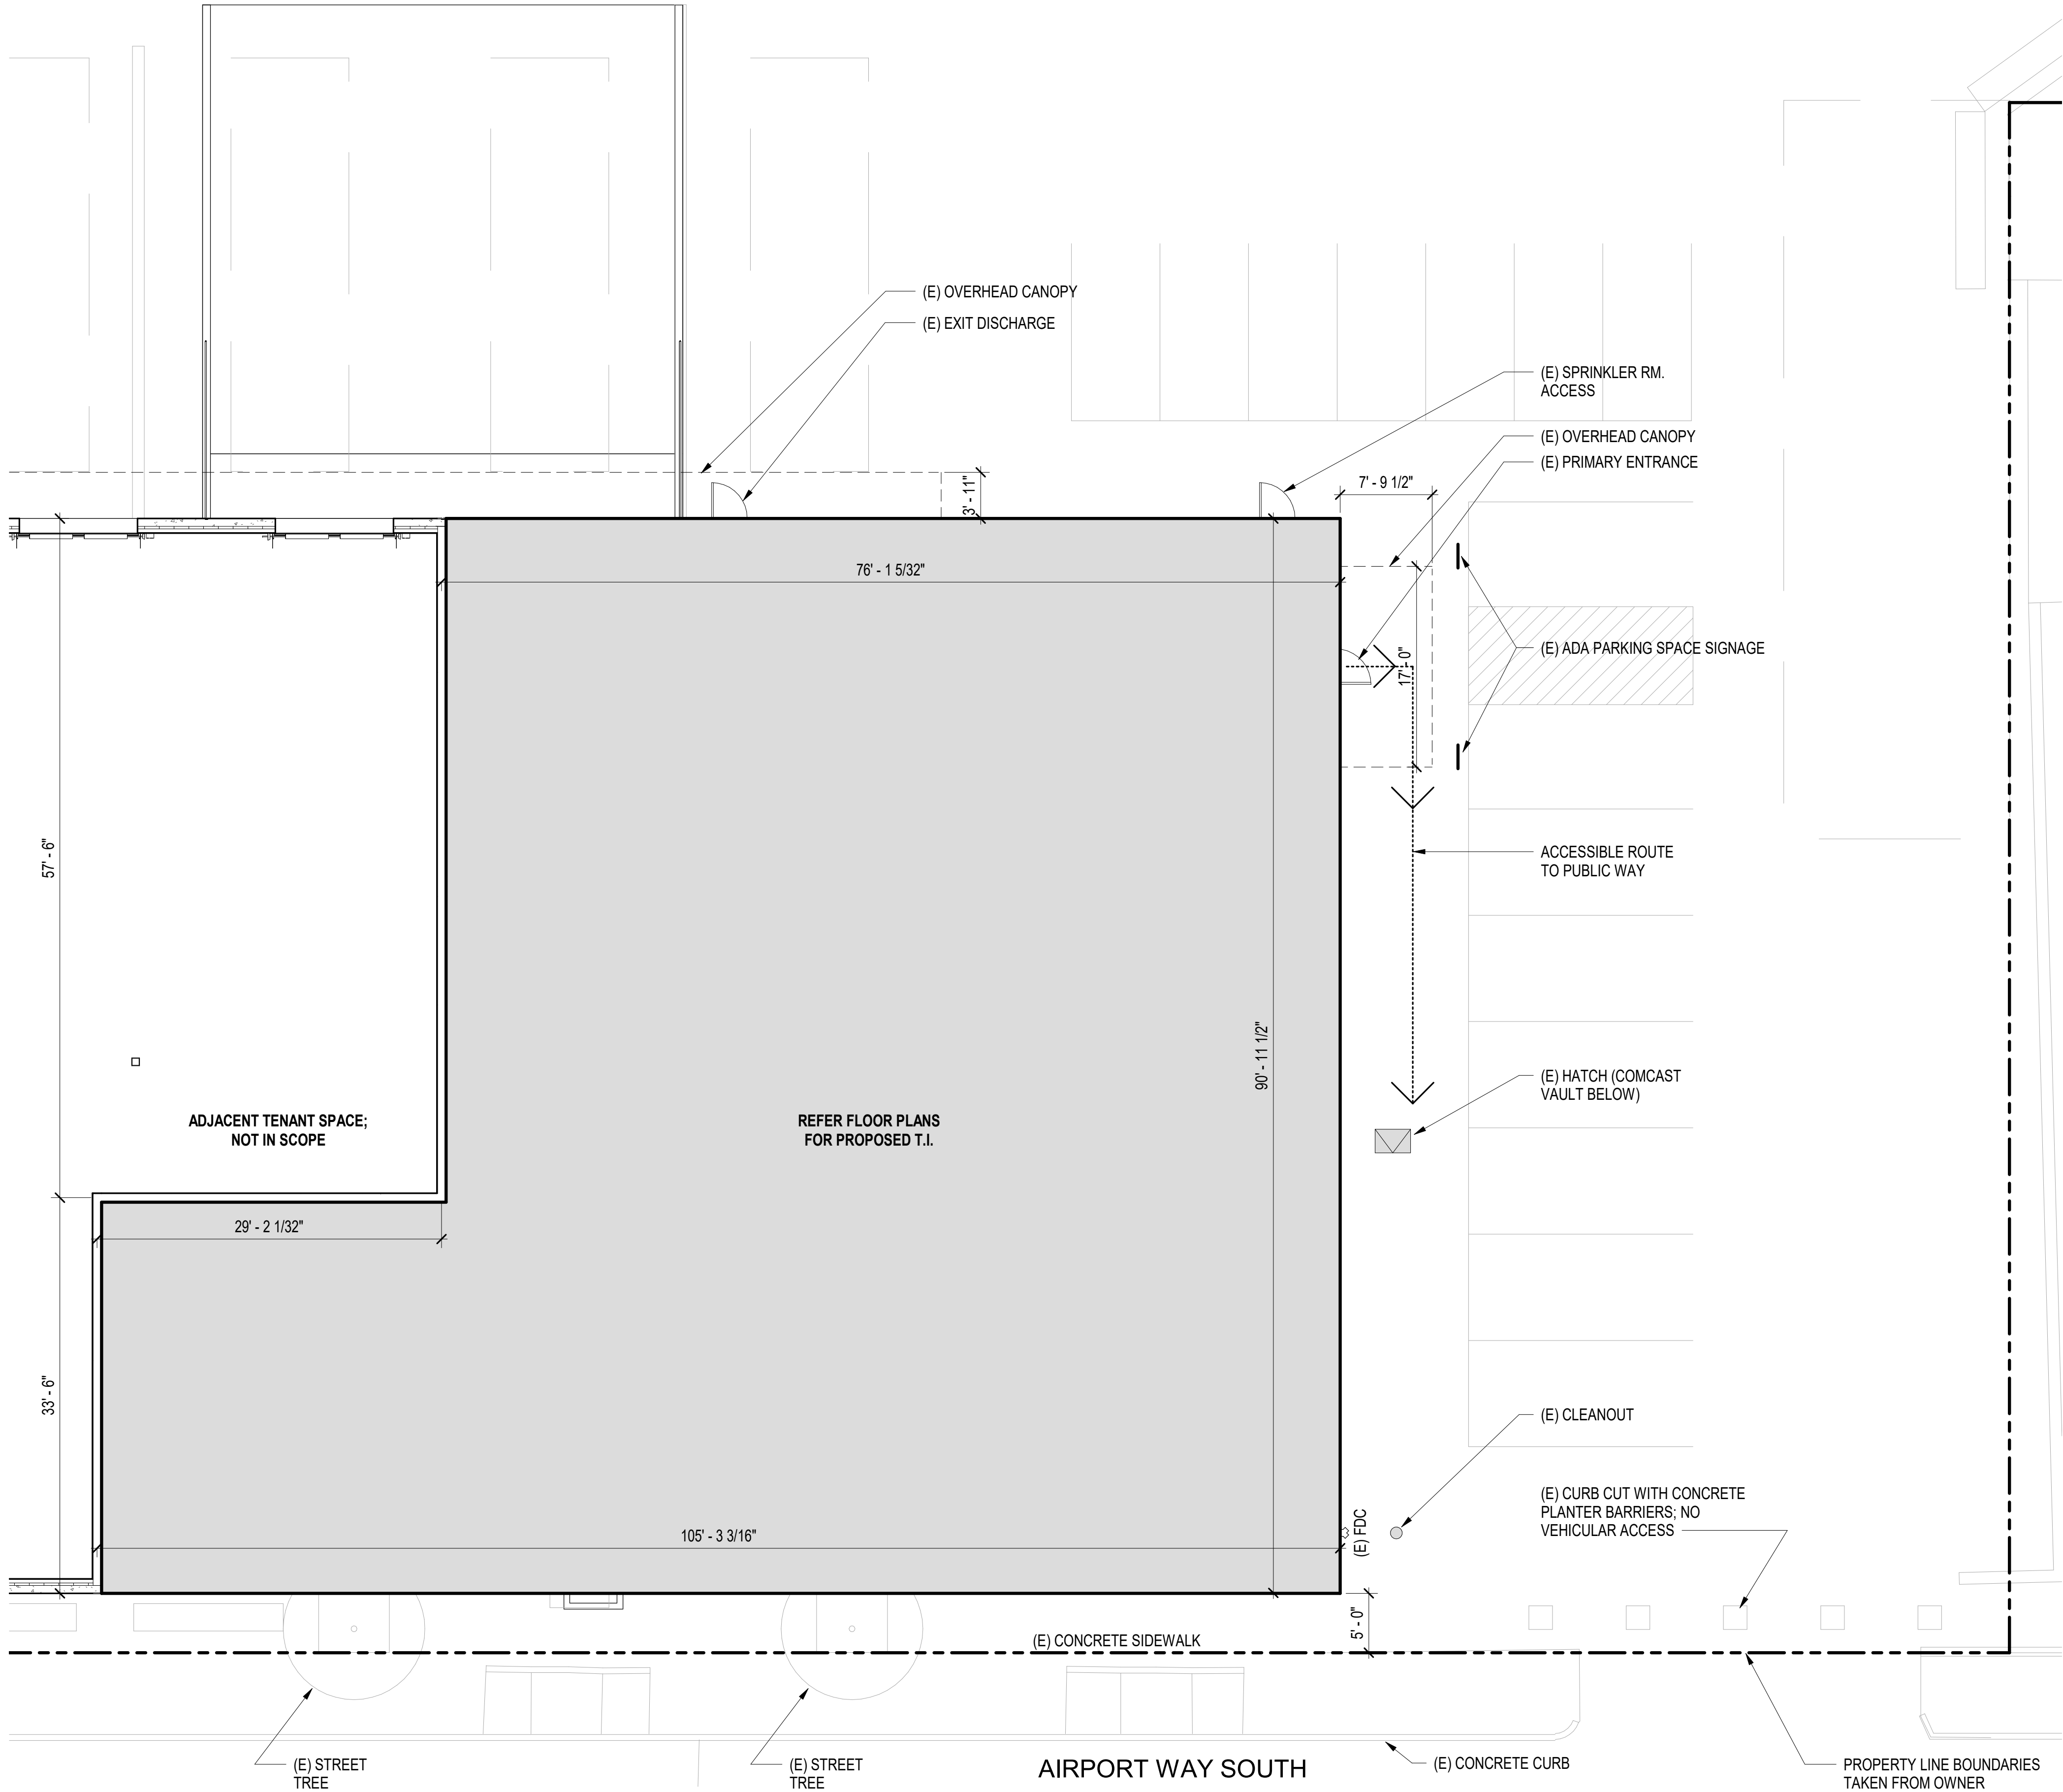 (E) OVERHEAD CANOPY
(E) EXIT DISCHARGE
(E) SPRINKLER RM.
ACCESS
(E) OVERHEAD CANOPY
(E) PRIMARY ENTRANCE
3' - 11"
7' - 9 1/2"
76' - 1 5/32"
17' - 0"
(E) ADA PARKING SPACE SIGNAGE
57' - 6"
ACCESSIBLE ROUTE
TO PUBLIC WAY
90' - 11 1/2"
(E) HATCH (COMCAST
VAULT BELOW)
ADJACENT TENANT SPACE;
NOT IN SCOPE
REFER FLOOR PLANS
FOR PROPOSED T.I.
29' - 2 1/32"
33' - 6"
(E) CLEANOUT
(E) CURB CUT WITH CONCRETE
PLANTER BARRIERS; NO
VEHICULAR ACCESS
105' - 3 3/16"
(E) FDC
5' - 0"
(E) CONCRETE SIDEWALK
(E) STREET
TREE
(E) STREET
TREE
AIRPORT WAY SOUTH
(E) CONCRETE CURB
PROPERTY LINE BOUNDARIES
TAKEN FROM OWNER